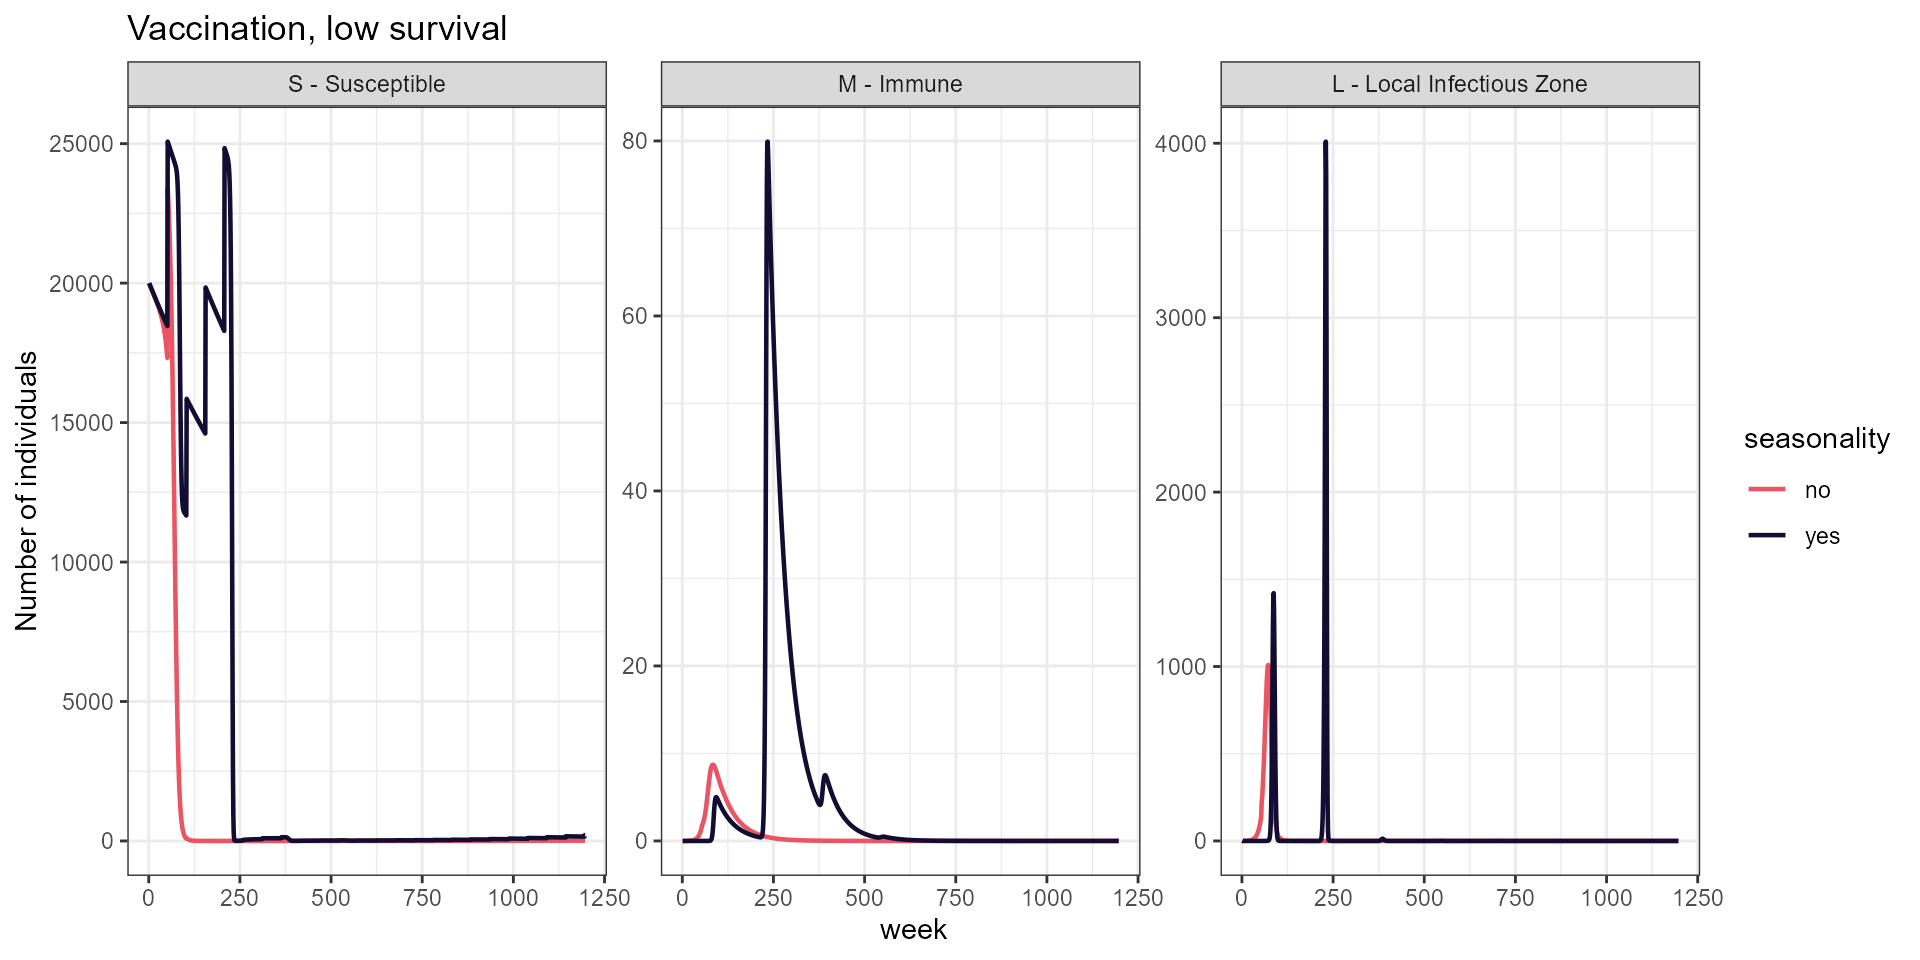 Vaccination, low survival
S - Susceptible
M - Immune
L - Local Infectious Zone
Number of individuals
25000
20000
15000
10000
5000
0
80
60
40
20
0
4000
3000
2000
1000
0
0 250 500 750 1000 1250
0 250 500 750 1000 1250
0 250 500 750 1000 1250
week
seasonality
no
yes